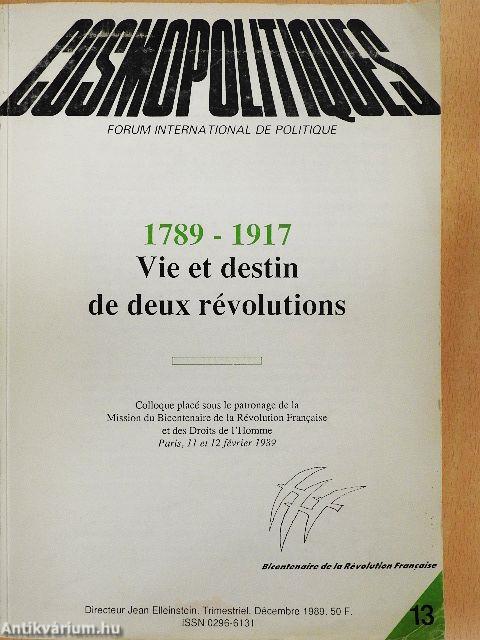 COSMOPOLITIQUES
FORUM INTERNATIONAL DE POLITIQUE
1789 - 1917
Vie et destin
de deux révolutions
Colloque placé sous le patronage de la
Mission du Bicentenaire de la Révolution Française
et des Droits de l'Homme
Paris, 11 et 12 février 1989
Bicentenaire de la Révolution Française
Directeur Jean Elleinstein. Trimestriel. Décembre 1989. 50 F.
ISSN 0296-6131
13
Antikvárium.hu